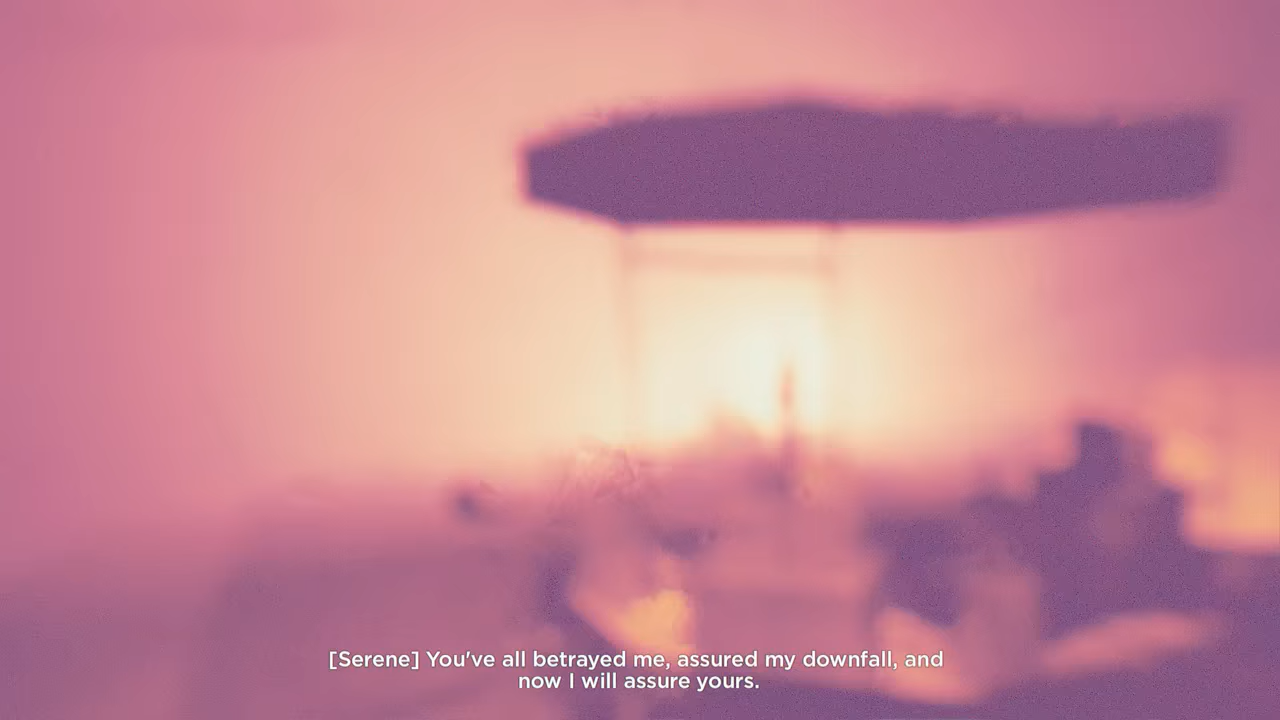 [Serene] You've all betrayed me, assured my downfall, and
now I will assure yours.